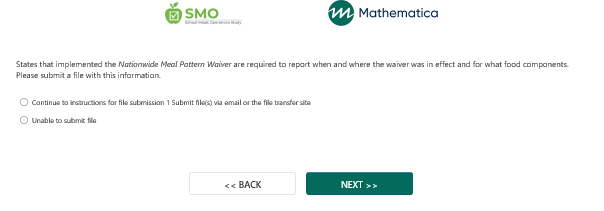 SMO
School Meals Operations Study
Mathematica
States that implemented the Nationwide Meal Pattern Waiver are required to report when and where the waiver was in effect and for what food components.
Please submit a file with this information.
Continue to instructions for file submission 1 Submit file(s) via email or the file transfer site
Unable to submit file
<< BACK
NEXT >>